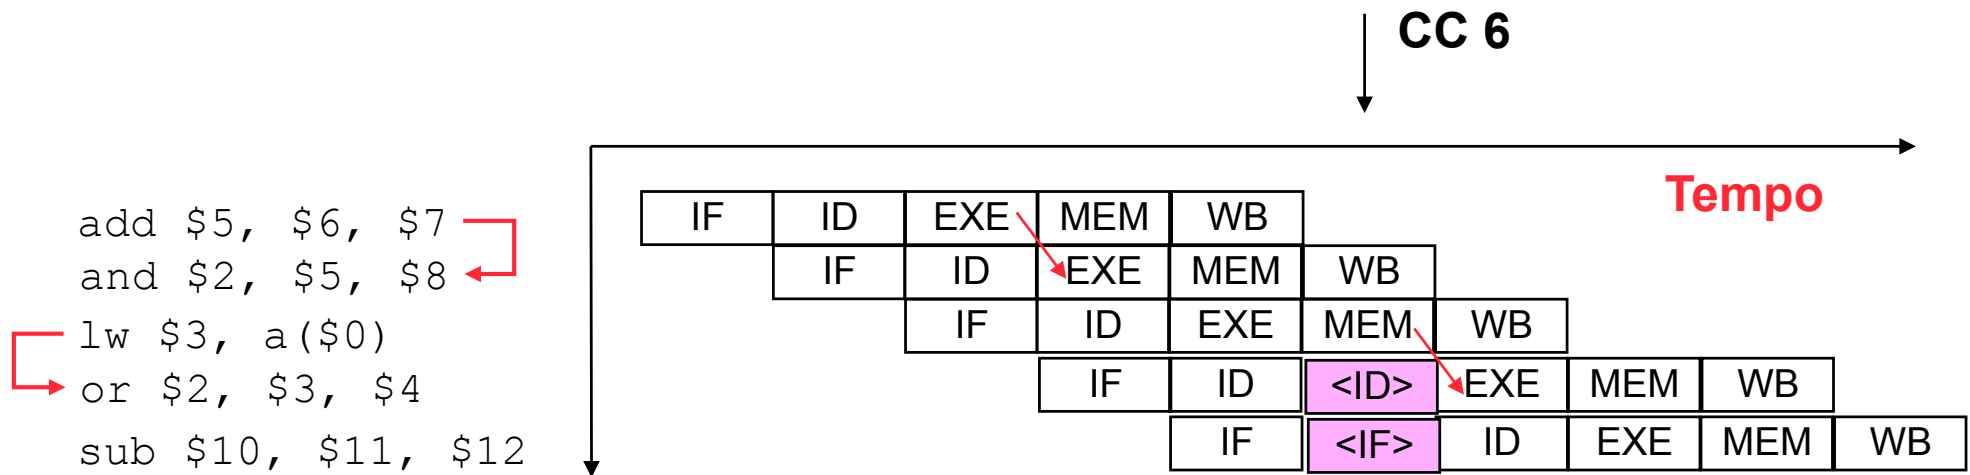 CC 6
Tempo
add $5, $6, $7 IF ID EXE MEM WB
and $2, $5, $8 IF ID EXE MEM WB
lw $3, a($0) IF ID EXE MEM WB
or $2, $3, $4 IF ID <ID> EXE MEM WB
sub $10, $11, $12 IF <IF> ID EXE MEM WB